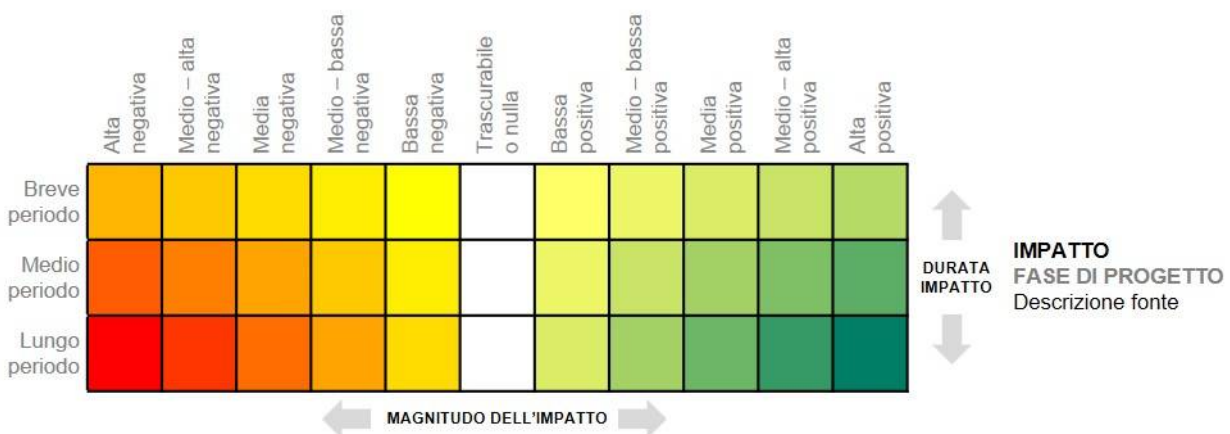 Alta
negativa
Medio – alta
negativa
Media
negativa
Medio – bassa
negativa
Bassa
negativa
Trascurabile
o nulla
Bassa
positiva
Medio – bassa
positiva
Media
positiva
Medio – alta
positiva
Alta
positiva
Breve
periodo
Medio
periodo
Lungo
periodo
DURATA
IMPATTO
IMPATTO
FASE DI PROGETTO
Descrizione fonte
MAGNITUDO DELL'IMPATTO